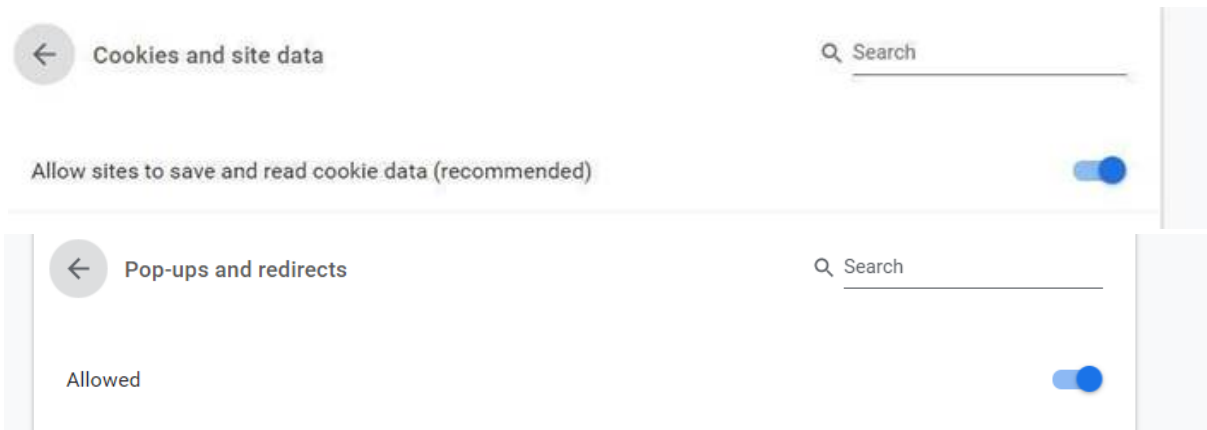 Cookies and site data
Search
Allow sites to save and read cookie data (recommended)
Pop-ups and redirects
Search
Allowed